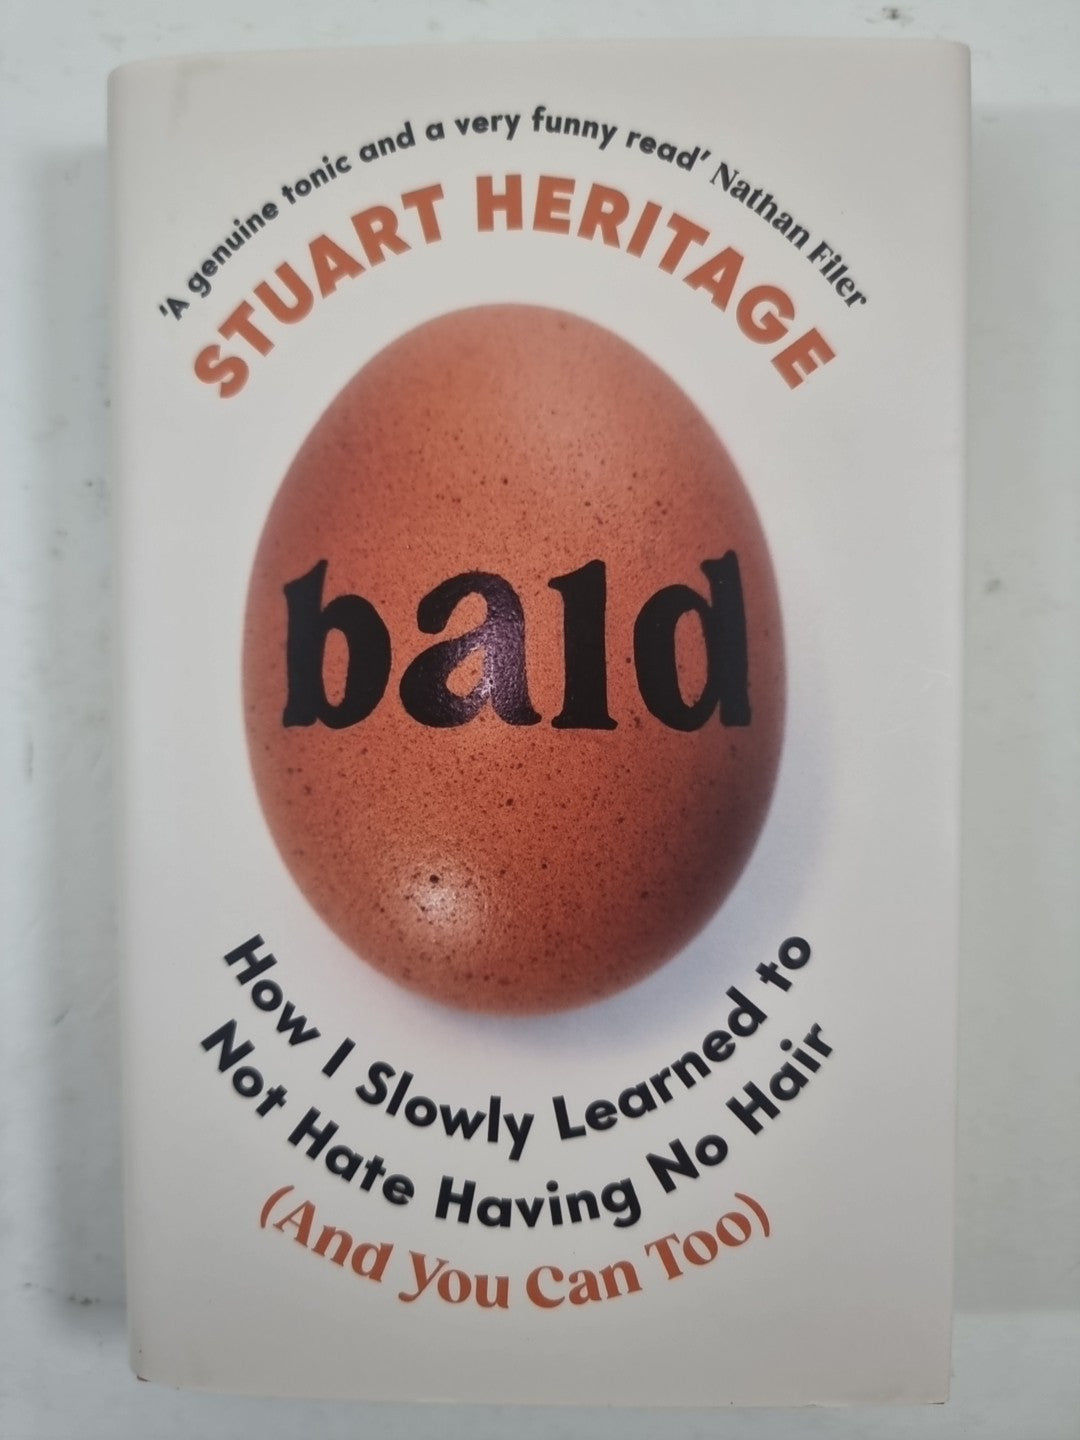 'A genuine tonic and a very funny read' Nathan Filer
STUART HERITAGE
bald
How I Slowly Learned to
Not Hate Having No Hair
(And You Can Too)